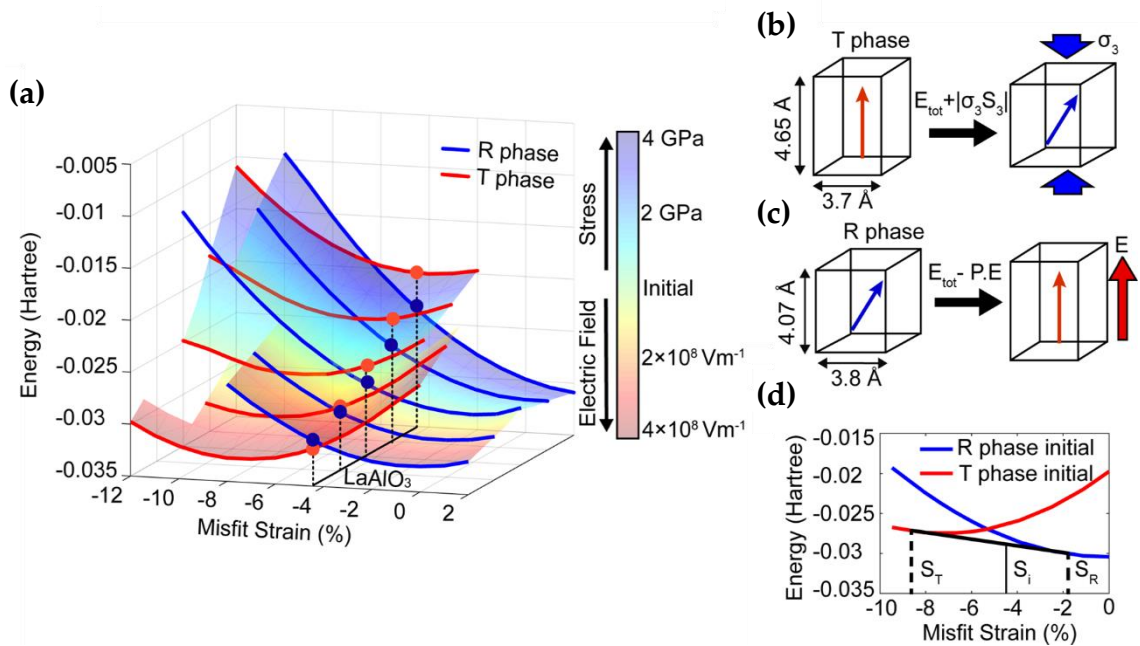 (a)
-0.005
-0.01
-0.015
-0.02
-0.025
-0.03
-0.035
Energy (Hartree)
-12
-10
-8
-6
-4
-2
0
2
Misfit Strain (%)
LaAlO₃
R phase
T phase
Stress
Electric Field
4 GPa
2 GPa
Initial
2×10⁸ Vm⁻¹
4×10⁸ Vm⁻¹
(b)
T phase
4.65 Å
3.7 Å
E_tot+|σ₃S₃|
σ₃
(c)
R phase
4.07 Å
3.8 Å
E_tot- P.E
E
(d)
-0.015
-0.02
-0.025
-0.03
-0.035
Energy (Hartree)
R phase initial
T phase initial
S_T
S_i
S_R
-10
-8
-6
-4
-2
0
Misfit Strain (%)